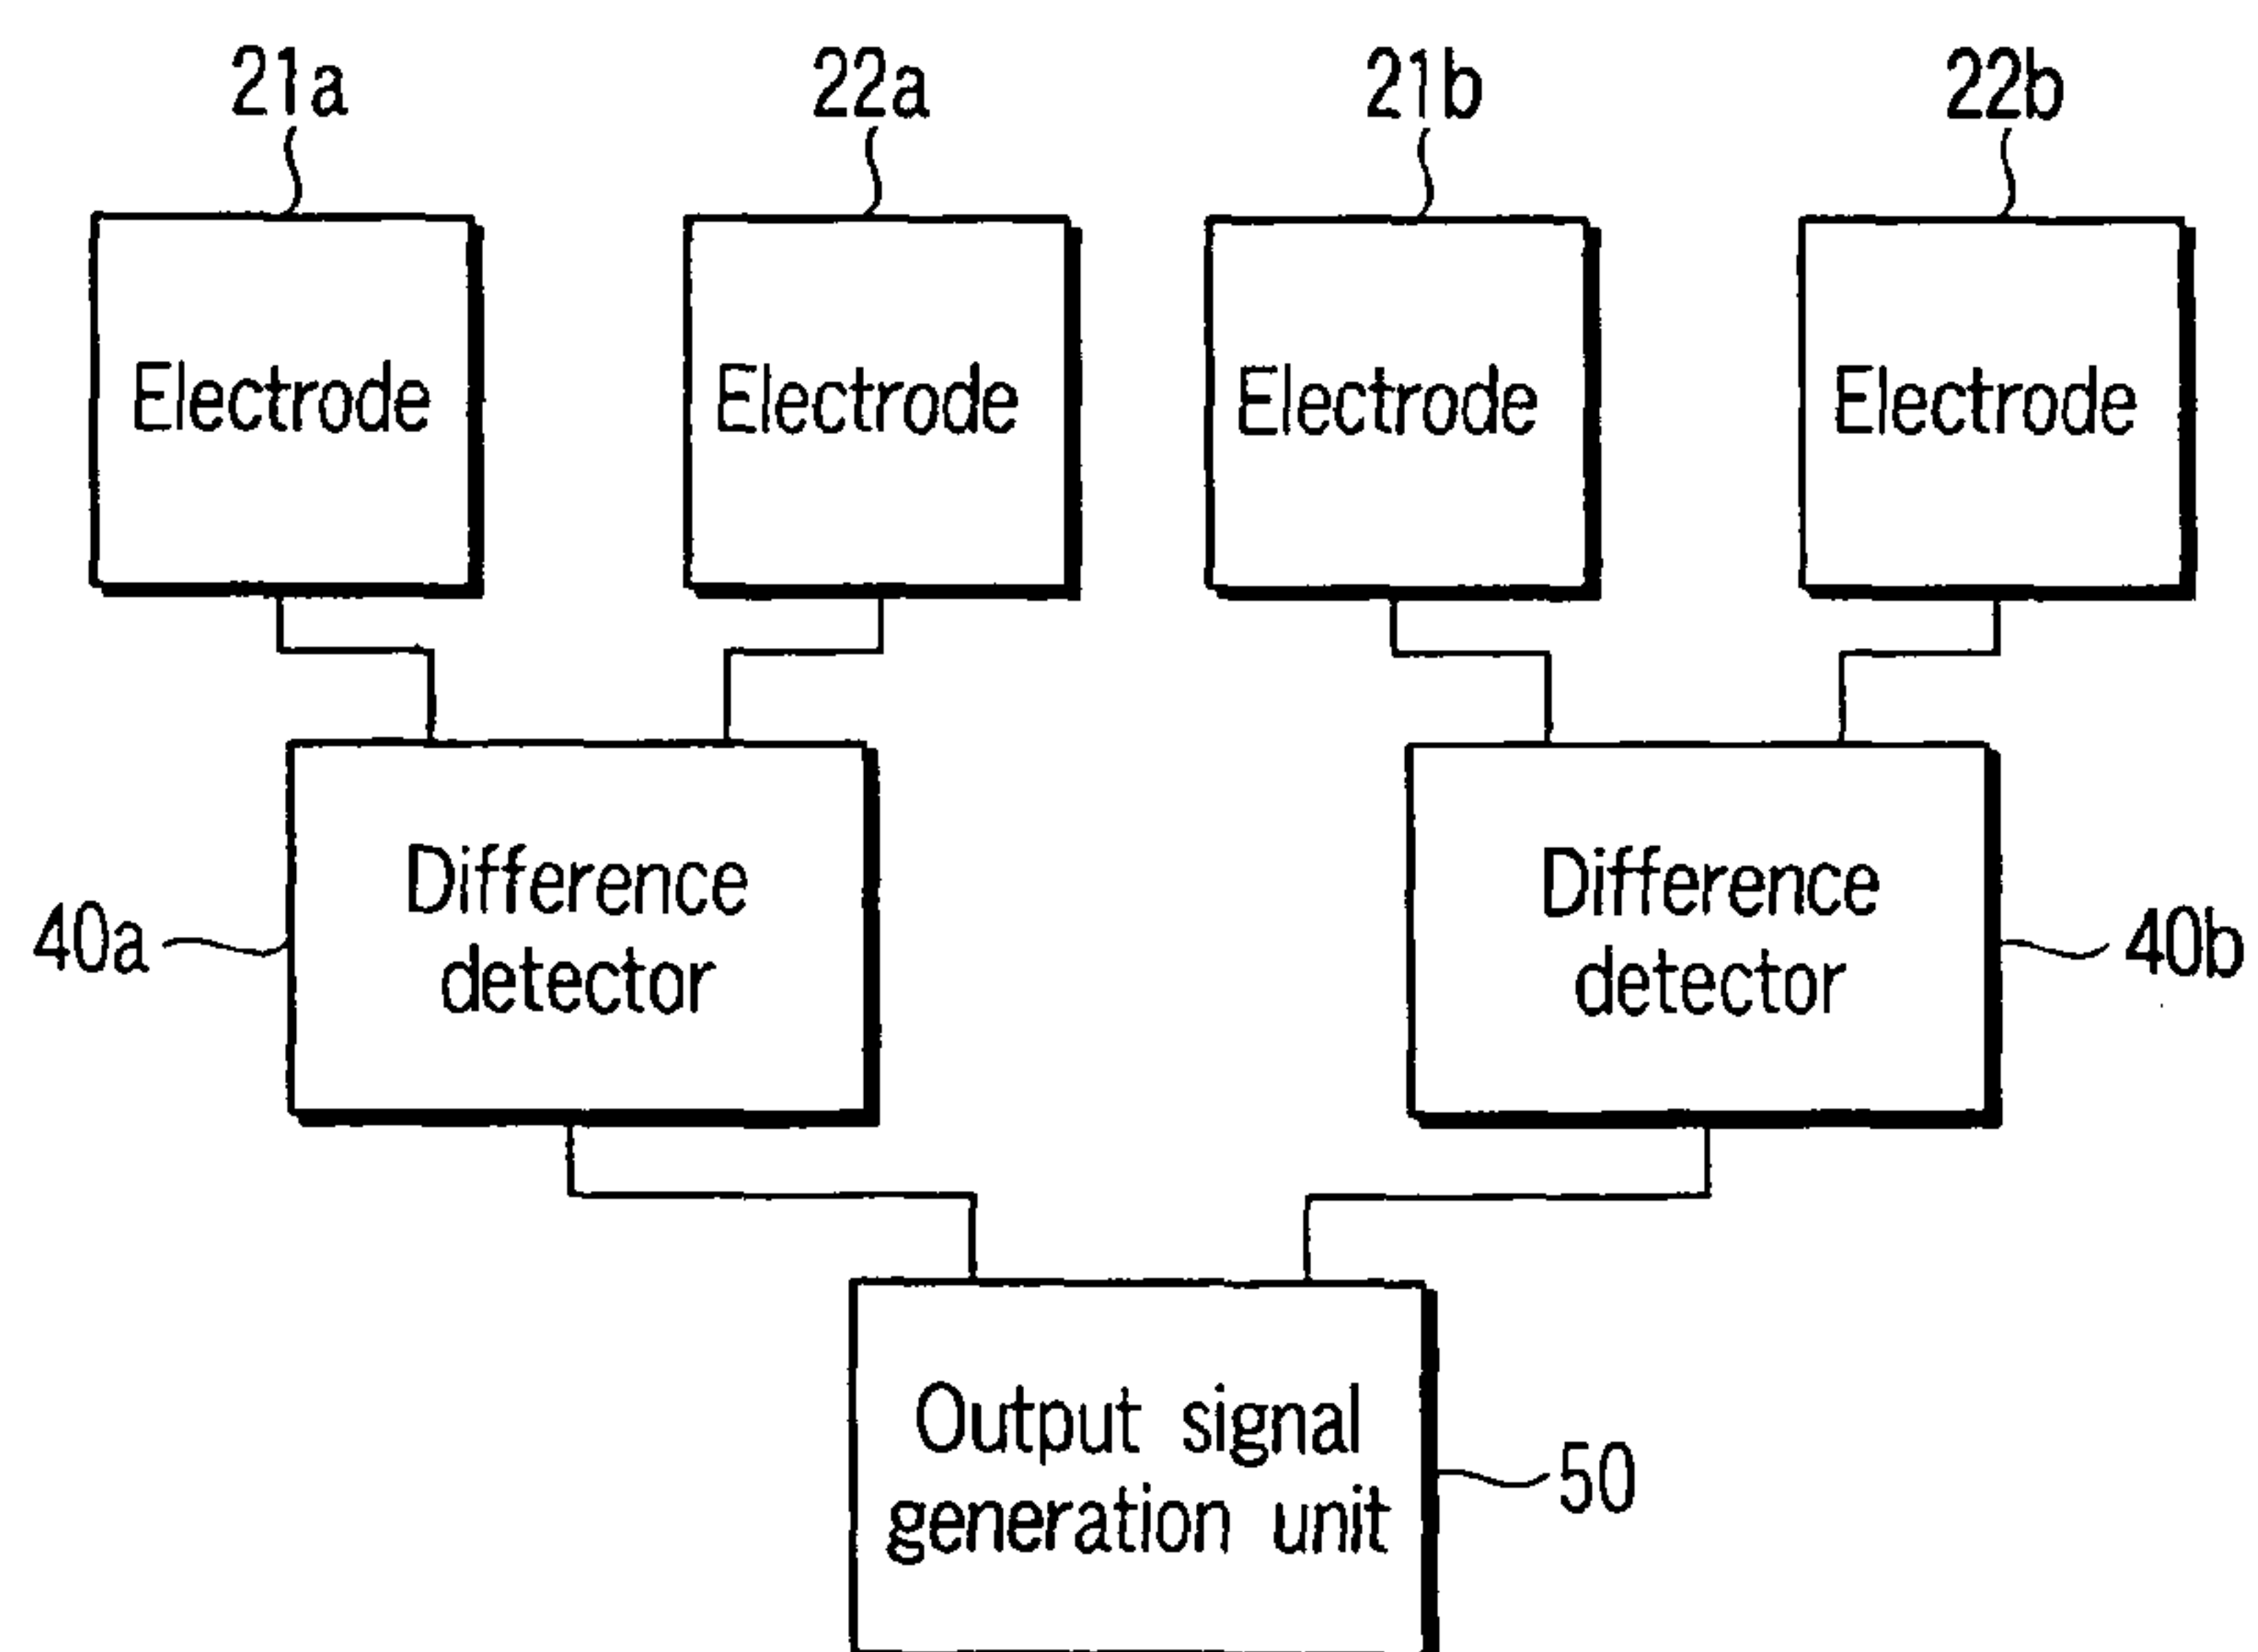 21a
22a
21b
22b
Electrode
Electrode
Electrode
Electrode
40a
Difference
detector
Difference
detector
40b
Output signal
generation unit
50